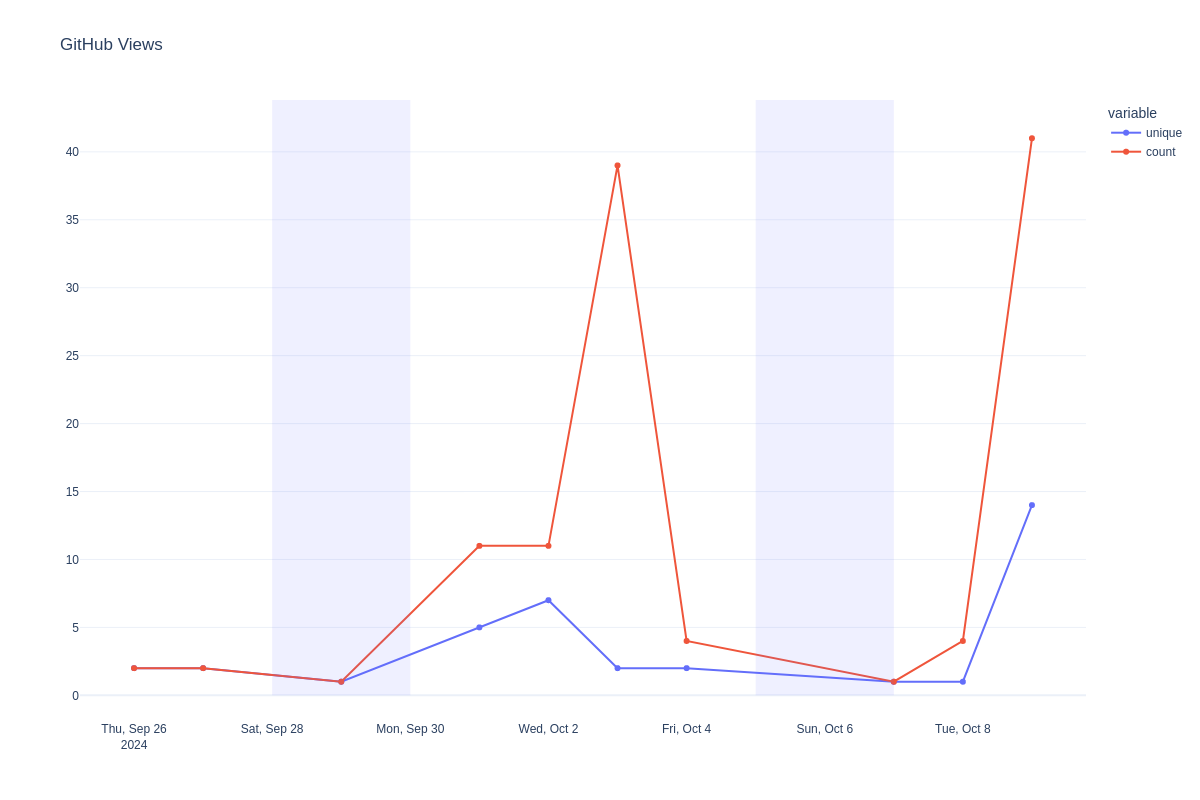 GitHub Views
variable
unique
count
40
35
30
25
20
15
10
5
0
Thu, Sep 26
2024
Sat, Sep 28
Mon, Sep 30
Wed, Oct 2
Fri, Oct 4
Sun, Oct 6
Tue, Oct 8